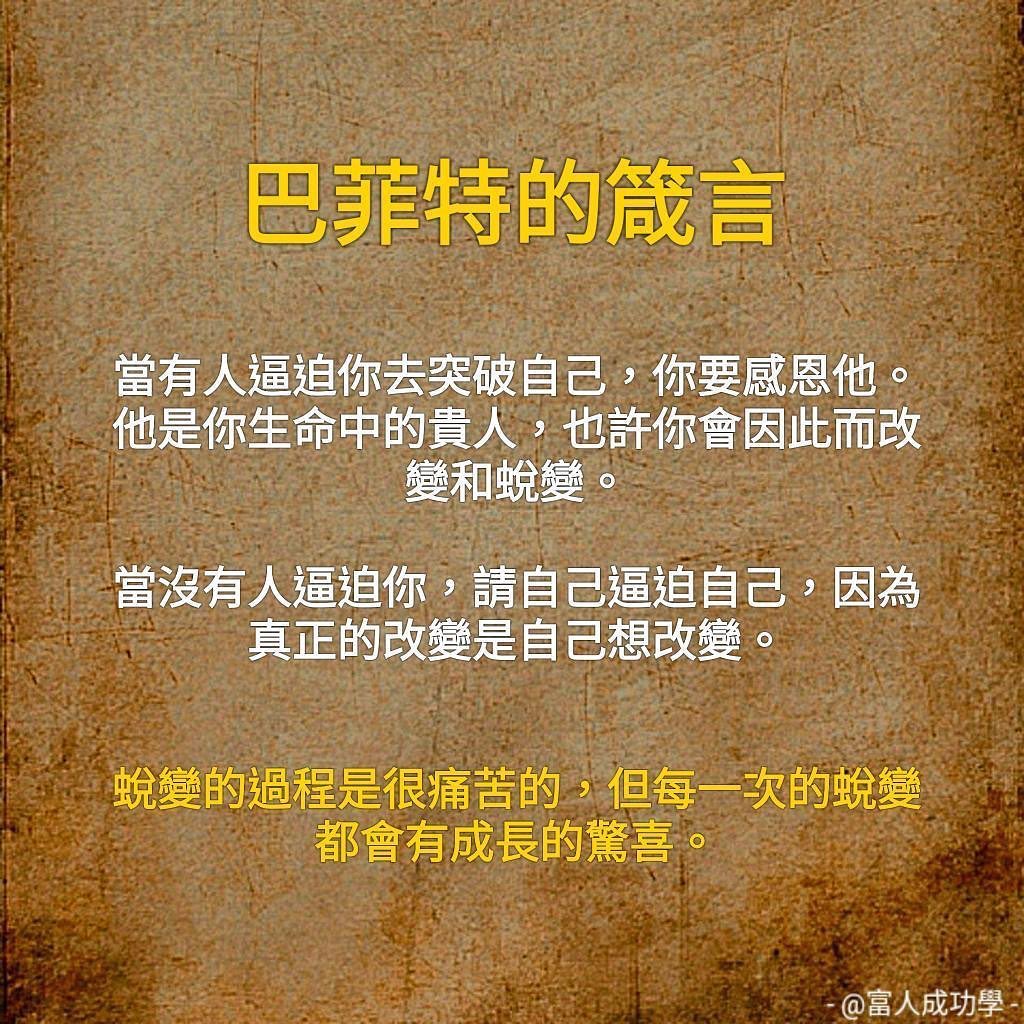 巴菲特的箴言
當有人逼迫你去突破自己，你要感恩他。
他是你生命中的貴人，也許你會因此而改
變和蛻變。
當沒有人逼迫你，請自己逼迫自己，因為
真正的改變是自己想改變。
蛻變的過程是很痛苦的，但每一次的蛻變
都會有成長的驚喜。
- @富人成功學 -